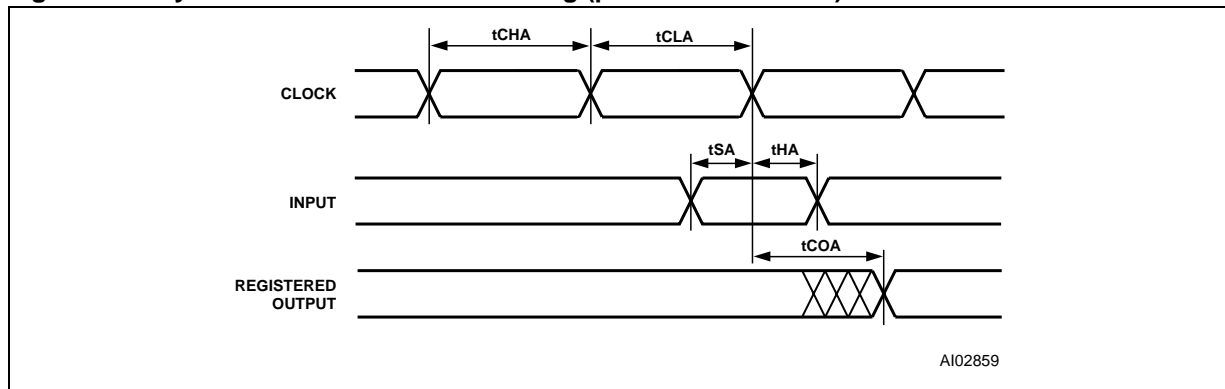 tCHA tCLA
CLOCK
tSA tHA
INPUT
tCOA
REGISTERED
OUTPUT
AI02859